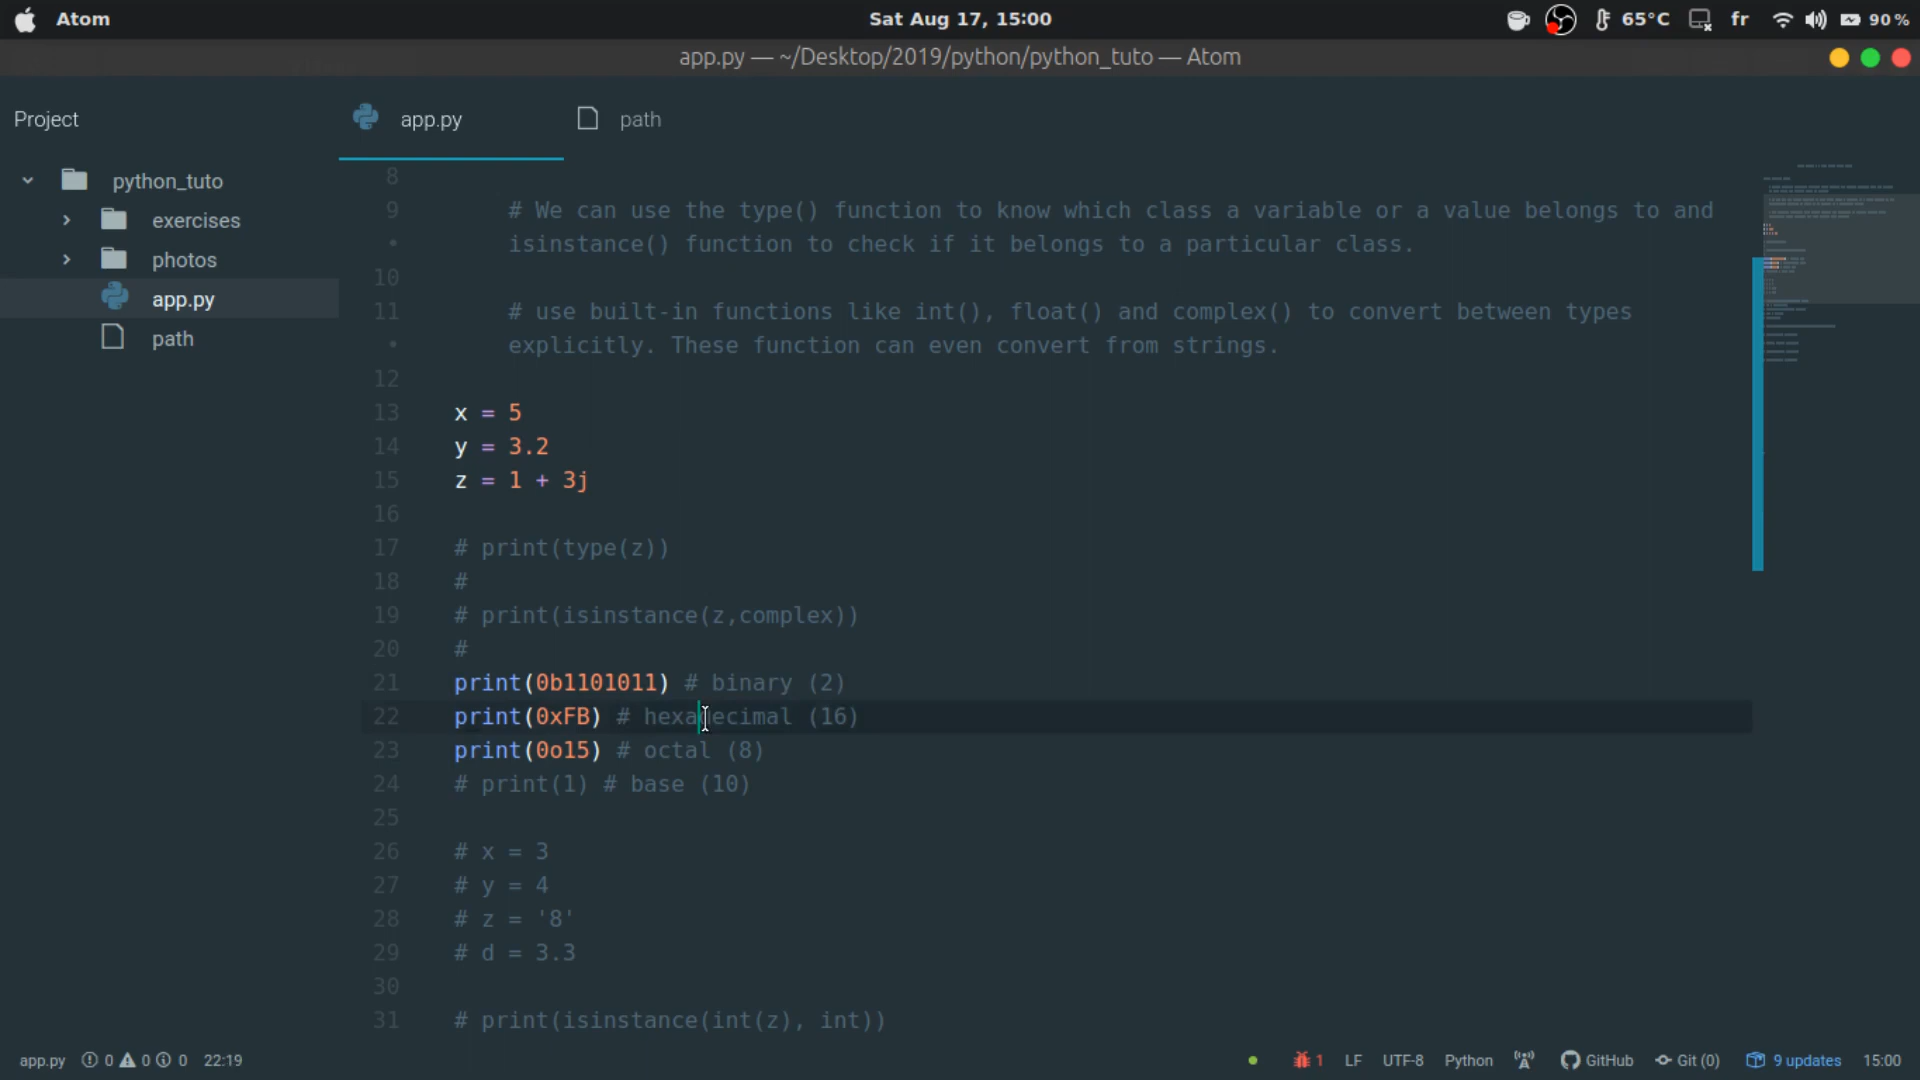 Atom
Sat Aug 17, 15:00
65°C
fr
90%
app.py — ~/Desktop/2019/python/python_tuto — Atom
Project
app.py
path
python_tuto
exercises
photos
app.py
path
8
9 # We can use the type() function to know which class a variable or a value belongs to and
• isinstance() function to check if it belongs to a particular class.
10
11 # use built-in functions like int(), float() and complex() to convert between types
• explicitly. These function can even convert from strings.
12
13 x = 5
14 y = 3.2
15 z = 1 + 3j
16
17 # print(type(z))
18 #
19 # print(isinstance(z,complex))
20 #
21 print(0b1101011) # binary (2)
22 print(0xFB) # hexadecimal (16)
23 print(0o15) # octal (8)
24 # print(1) # base (10)
25
26 # x = 3
27 # y = 4
28 # z = '8'
29 # d = 3.3
30
31 # print(isinstance(int(z), int))
app.py 0 0 0 22:19
1 LF UTF-8 Python GitHub Git (0) 9 updates 15:00